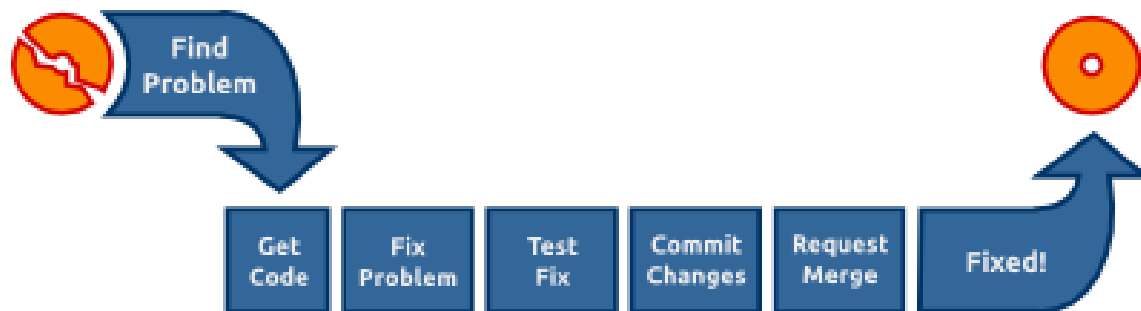 Find
Problem
Get
Code
Fix
Problem
Test
Fix
Commit
Changes
Request
Merge
Fixed!